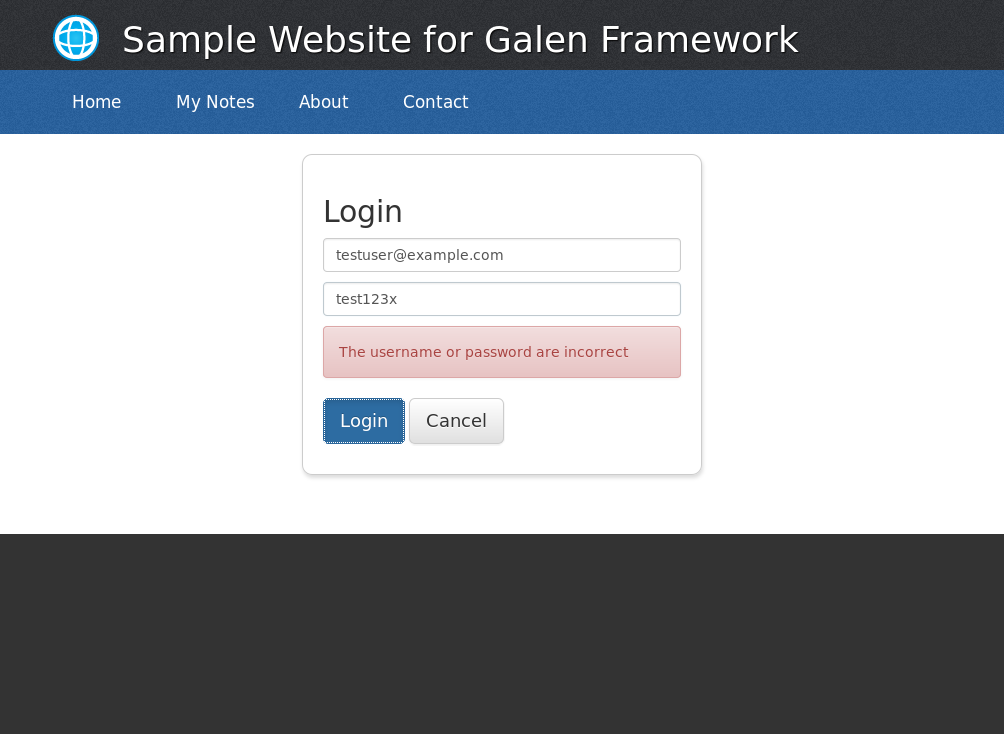 Sample Website for Galen Framework
Home My Notes About Contact
Login
testuser@example.com
test123x
The username or password are incorrect
Login Cancel